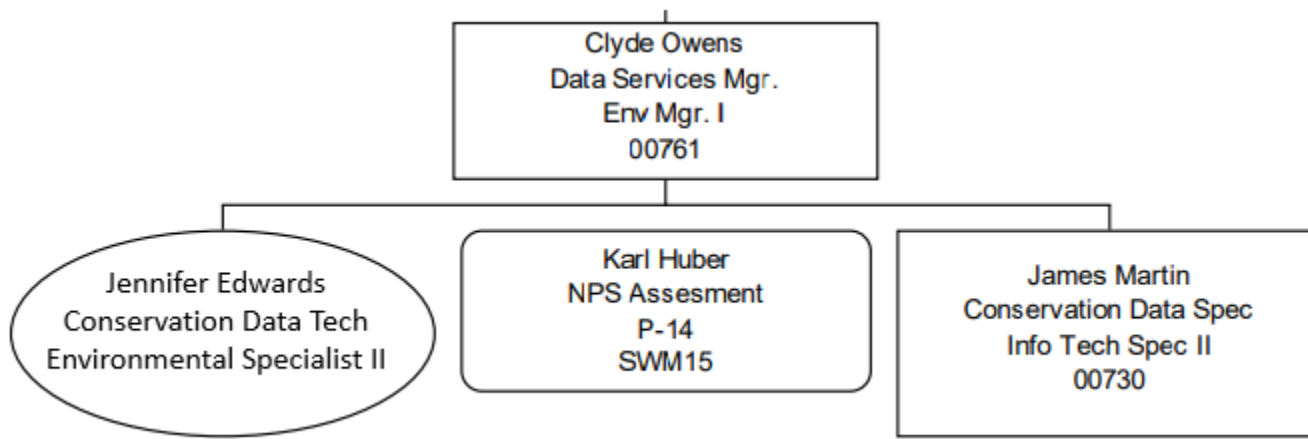 Clyde Owens
Data Services Mgr.
Env Mgr. I
00761
Jennifer Edwards
Conservation Data Tech
Environmental Specialist II
Karl Huber
NPS Assesment
P-14
SWM15
James Martin
Conservation Data Spec
Info Tech Spec II
00730